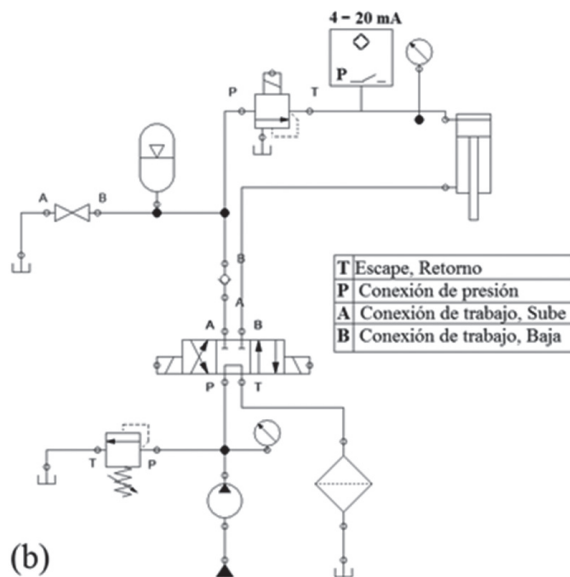 4 – 20 mA
P
P
T
A
B
B
A
A
B
P
T
T
P
T Escape, Retorno
P Conexión de presión
A Conexión de trabajo, Sube
B Conexión de trabajo, Baja
(b)